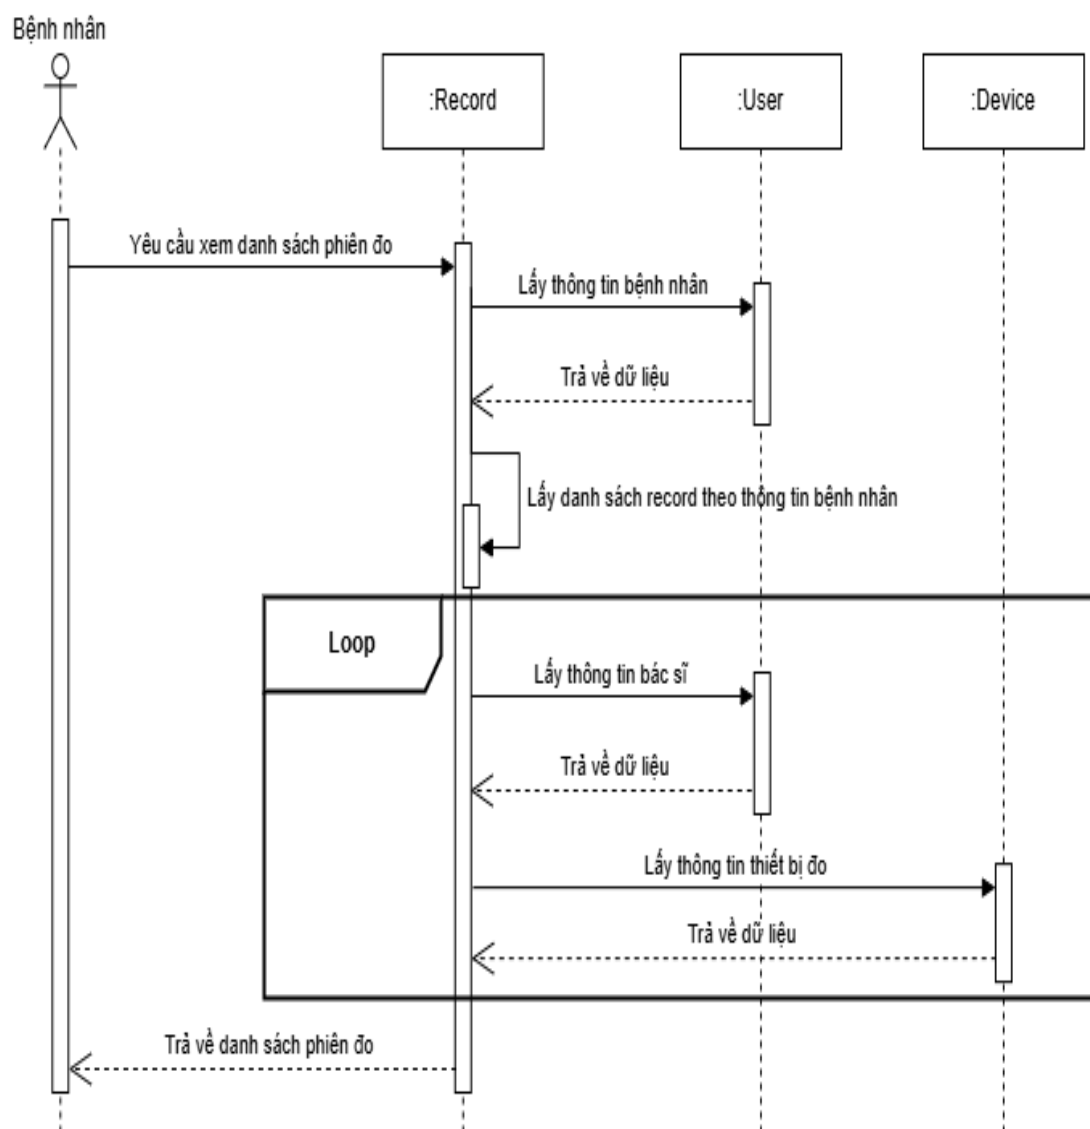 Bệnh nhân
:Record
:User
:Device
Yêu cầu xem danh sách phiên đo
Lấy thông tin bệnh nhân
Trả về dữ liệu
Lấy danh sách record theo thông tin bệnh nhân
Loop
Lấy thông tin bác sĩ
Trả về dữ liệu
Lấy thông tin thiết bị đo
Trả về dữ liệu
Trả về danh sách phiên đo